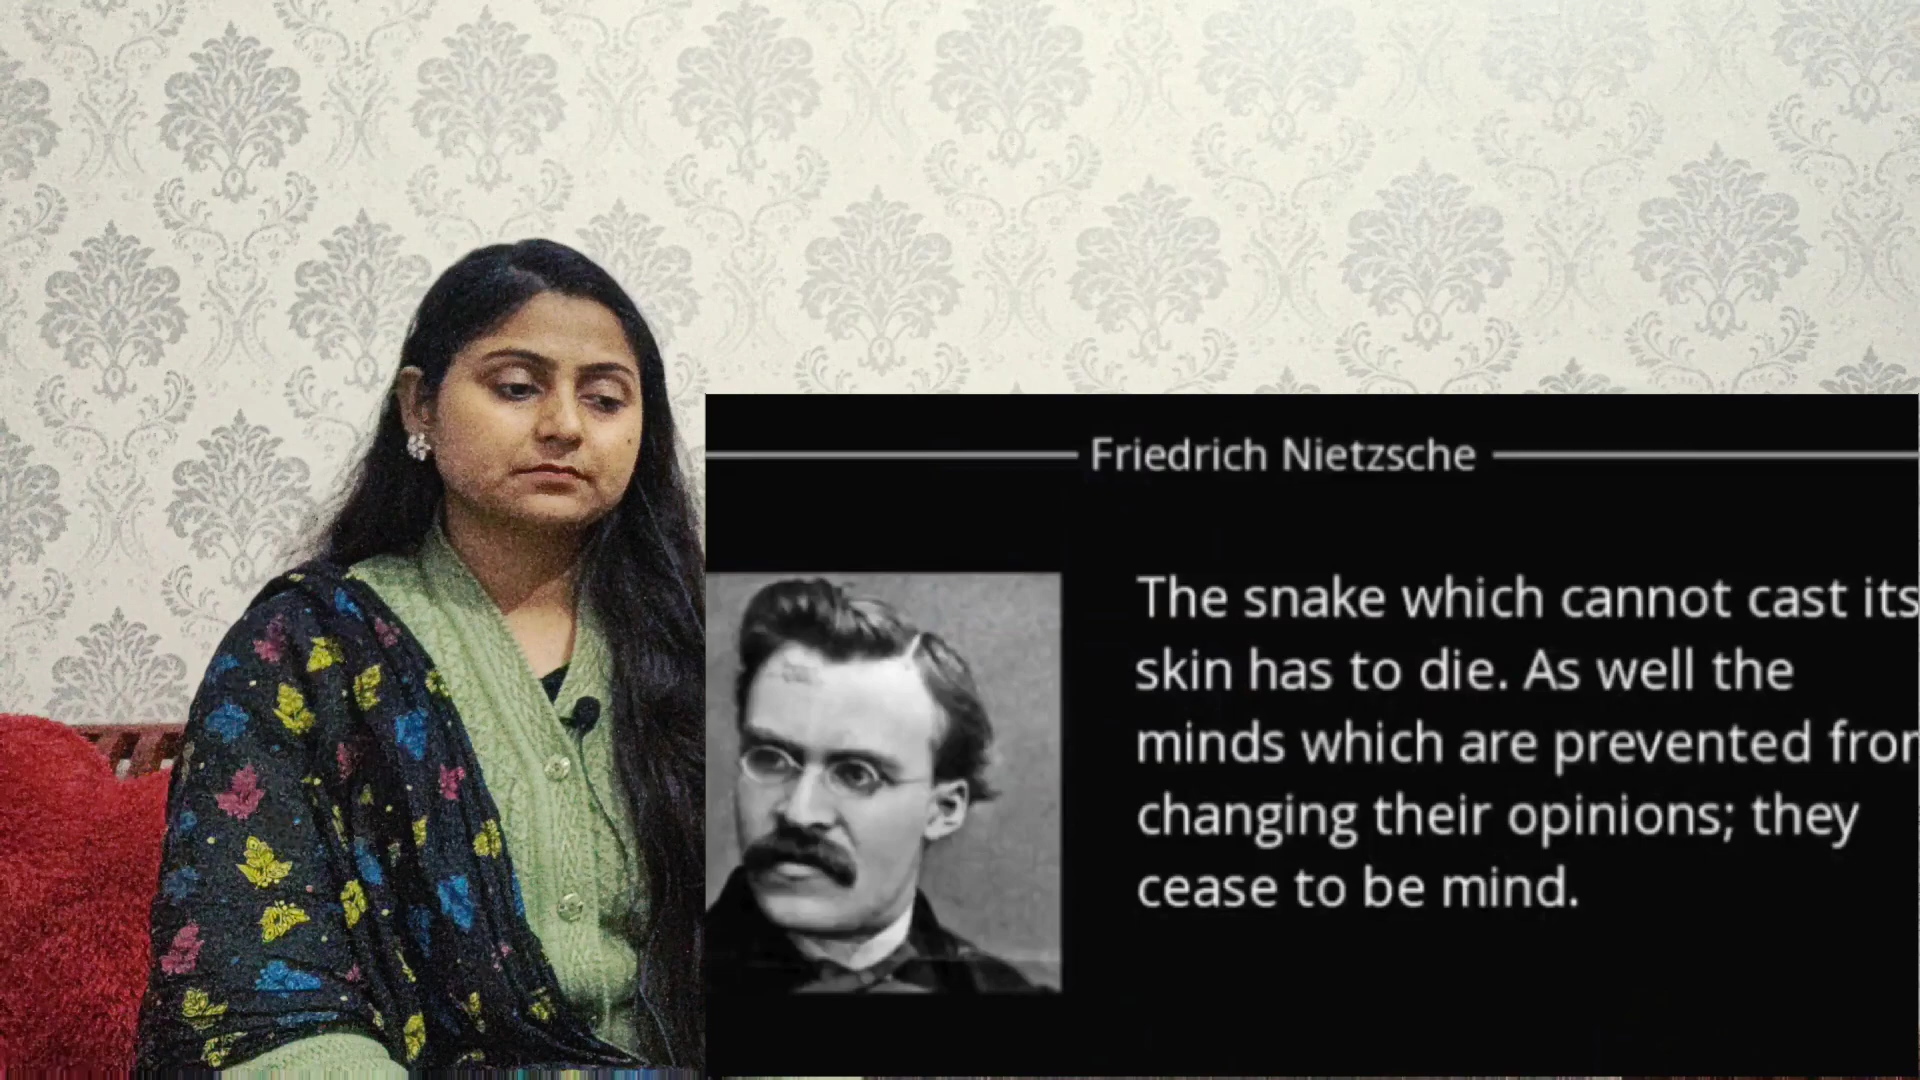 Friedrich Nietzsche
The snake which cannot cast its
skin has to die. As well the
minds which are prevented
changing their opinions; they
cease to be mind.